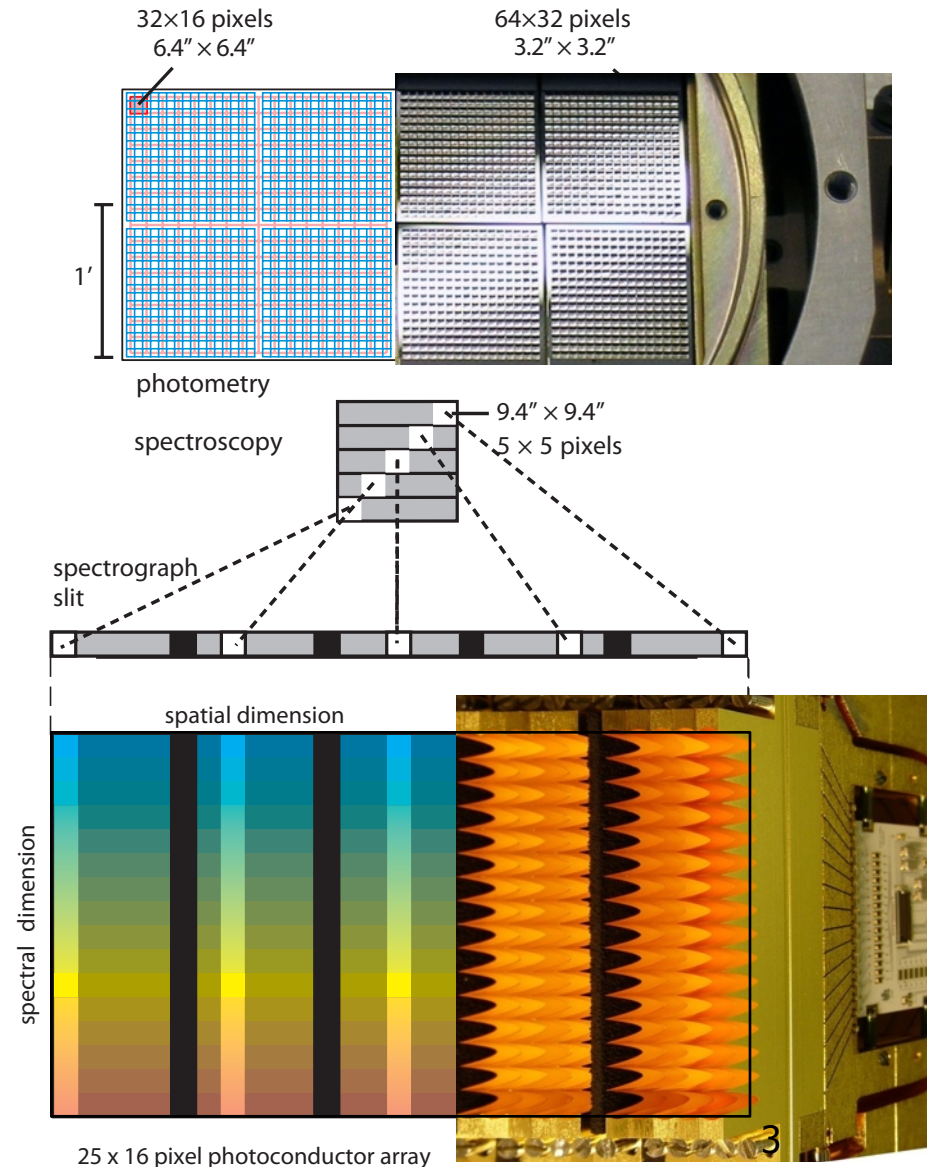 32×16 pixels
6.4” × 6.4”
64×32 pixels
3.2” × 3.2”
1’
photometry
spectroscopy
9.4” × 9.4”
5 × 5 pixels
spectrograph
slit
spatial dimension
spectral dimension
3
25 x 16 pixel photoconductor array